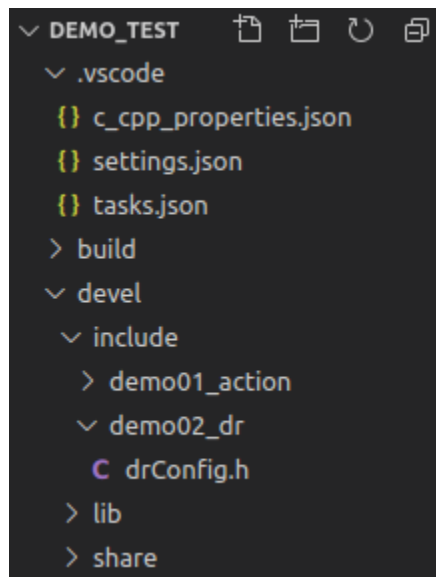 DEMO_TEST
.vscode
{} c_cpp_properties.json
{} settings.json
{} tasks.json
build
devel
include
demo01_action
demo02_dr
C drConfig.h
lib
share